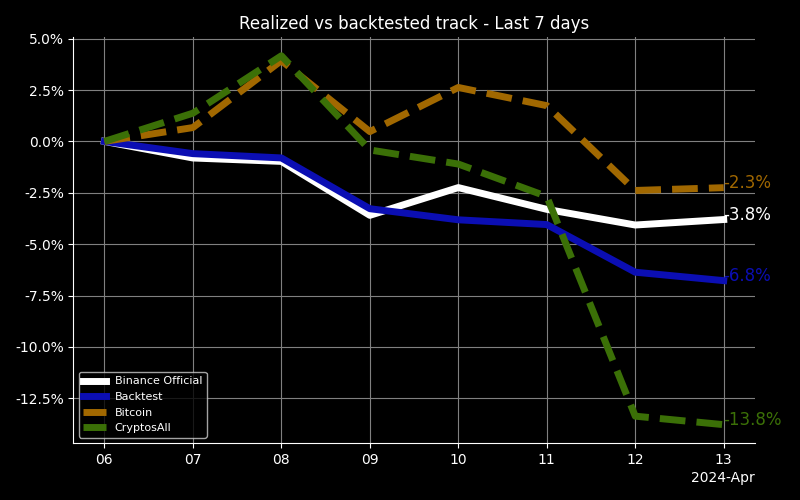 Realized vs backtested track - Last 7 days
5.0%
2.5%
0.0%
-2.5%
-5.0%
-7.5%
-10.0%
-12.5%
-2.3%
-3.8%
-6.8%
-13.8%
Binance Official
Backtest
Bitcoin
CryptosAll
06 07 08 09 10 11 12 13
2024-Apr